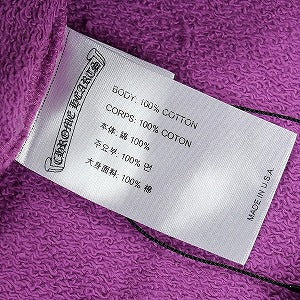 CHROME HEARTS
BODY: 100% COTTON
CORPS: 100% COTON
本体: 綿 100%
주요부: 100% 면
大身面料: 100% 棉
MADE IN U.S.A.